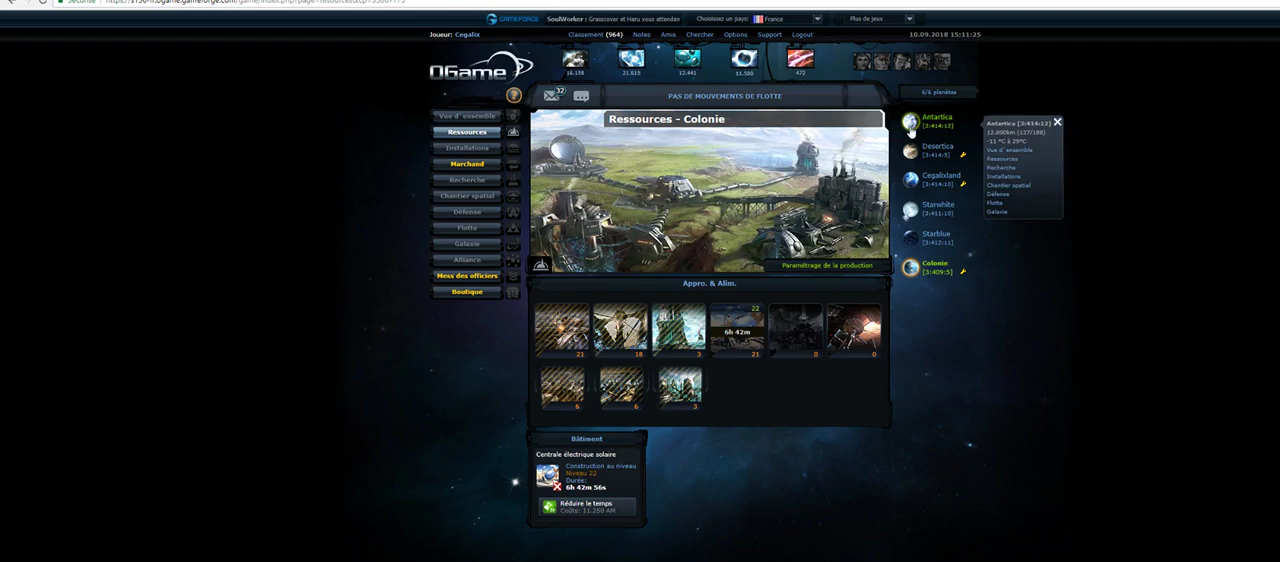 GAMEFORGE
SoulWorker : Grasscover et Haru vous attendent
Choisissez un pays:
France
Plus de jeux
Joueur: Cegalix
Classement (964)
Notes
Amis
Chercher
Options
Support
Logout
10.09.2018 15:11:25
OGame
16.158
21.619
12.441
11.500
472
32
PAS DE MOUVEMENTS DE FLOTTE
6/6 planètes
Vue d´ensemble
Ressources
Installations
Marchand
Recherche
Chantier spatial
Défense
Flotte
Galaxie
Alliance
Mess des officiers
Boutique
Ressources - Colonie
Paramétrage de la production
Antartica
[3:414:12]
Desertica
[3:414:5]
Cegalixland
[3:414:10]
Starwhite
[3:411:10]
Starblue
[3:412:11]
Colonie
[3:409:5]
Antartica [3:414:12]
12.800km (127/188)
-11 °C à 29°C
Vue d´ensemble
Ressources
Recherche
Installations
Chantier spatial
Défense
Flotte
Galaxie
Appro. & Alim.
22
6h 42m
21
18
3
21
0
0
6
6
3
Bâtiment
Centrale électrique solaire
Construction au niveau
Niveau 22
Durée:
6h 42m 56s
Réduire le temps
Coûts: 11.250 AM